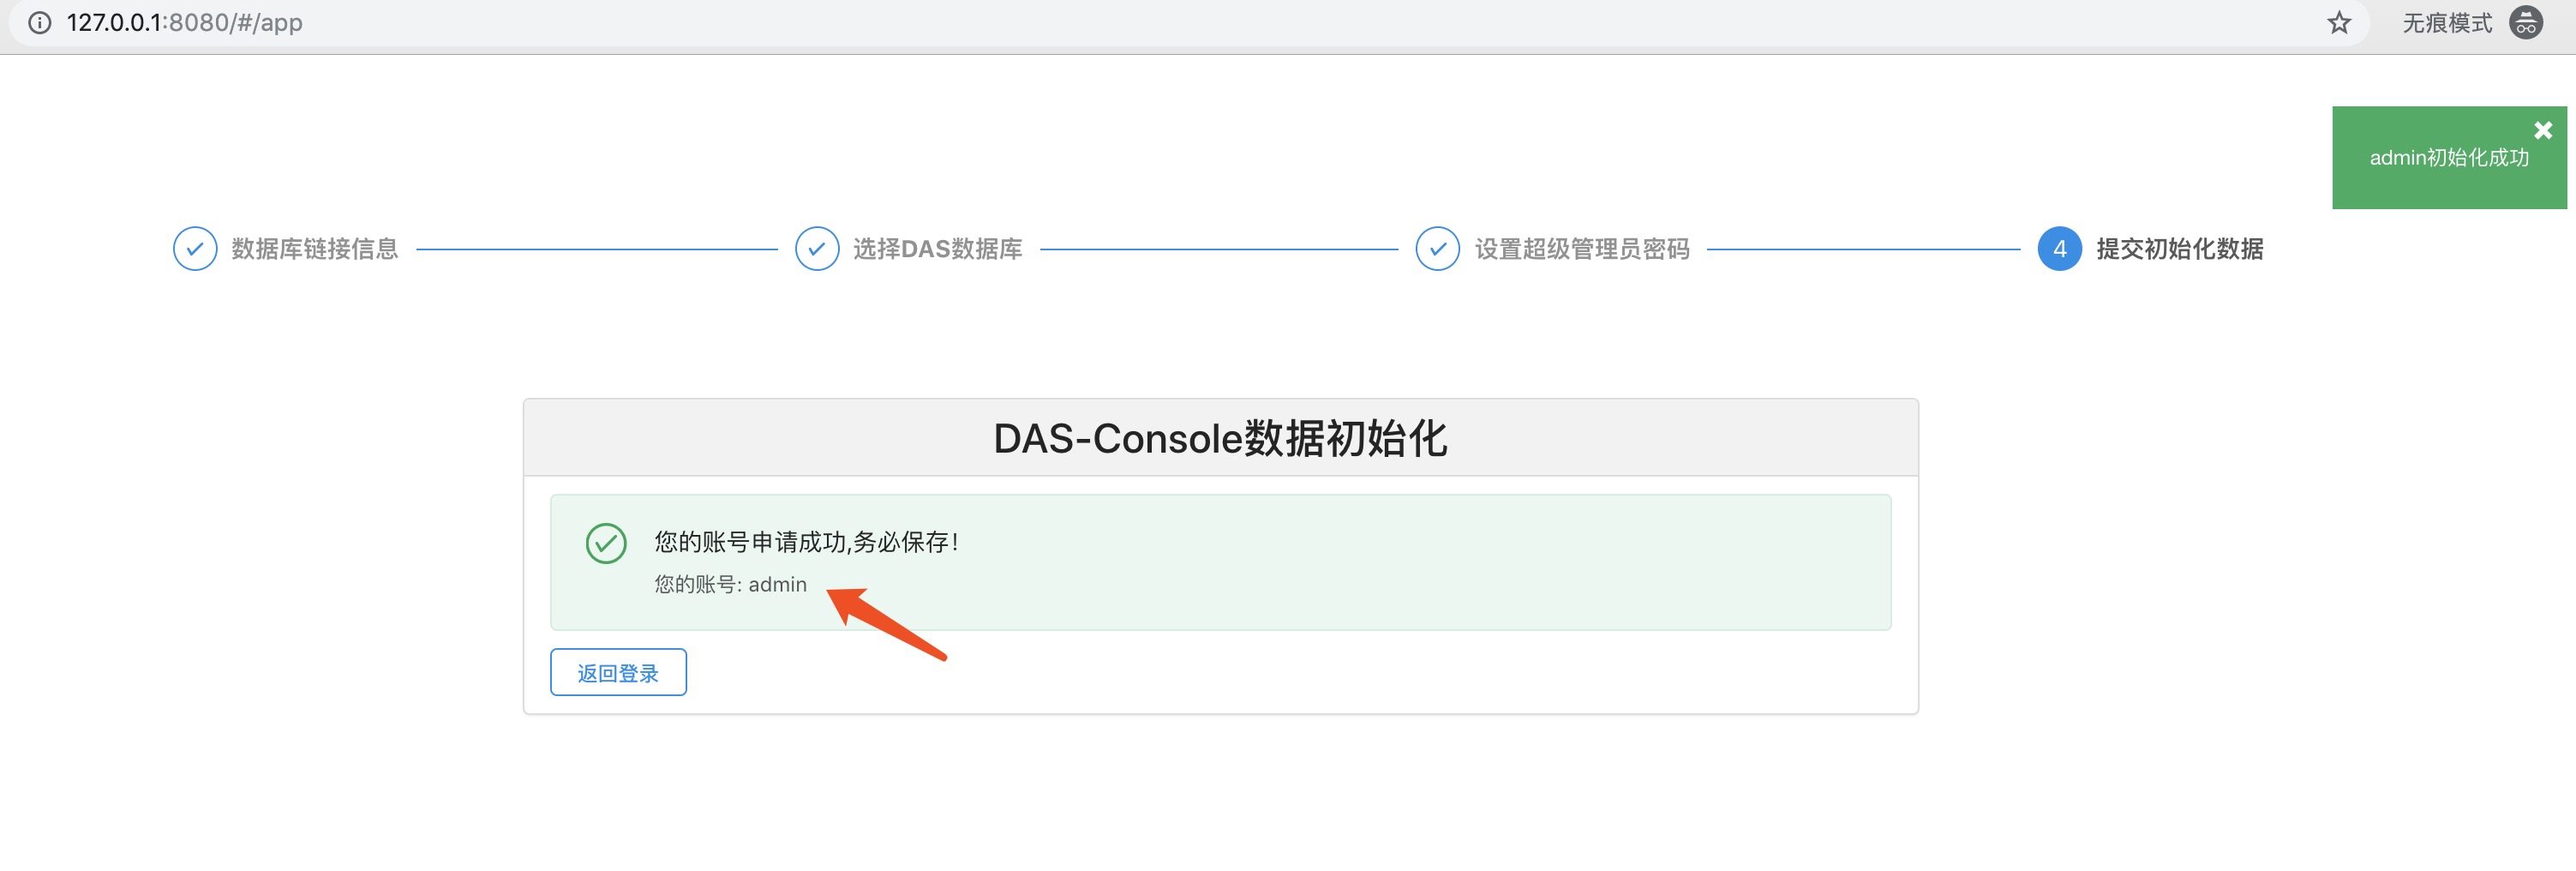 127.0.0.1:8080/#/app
无痕模式
admin初始化成功
数据库链接信息
选择DAS数据库
设置超级管理员密码
4 提交初始化数据
DAS-Console数据初始化
您的账号申请成功,务必保存！
您的账号: admin
返回登录